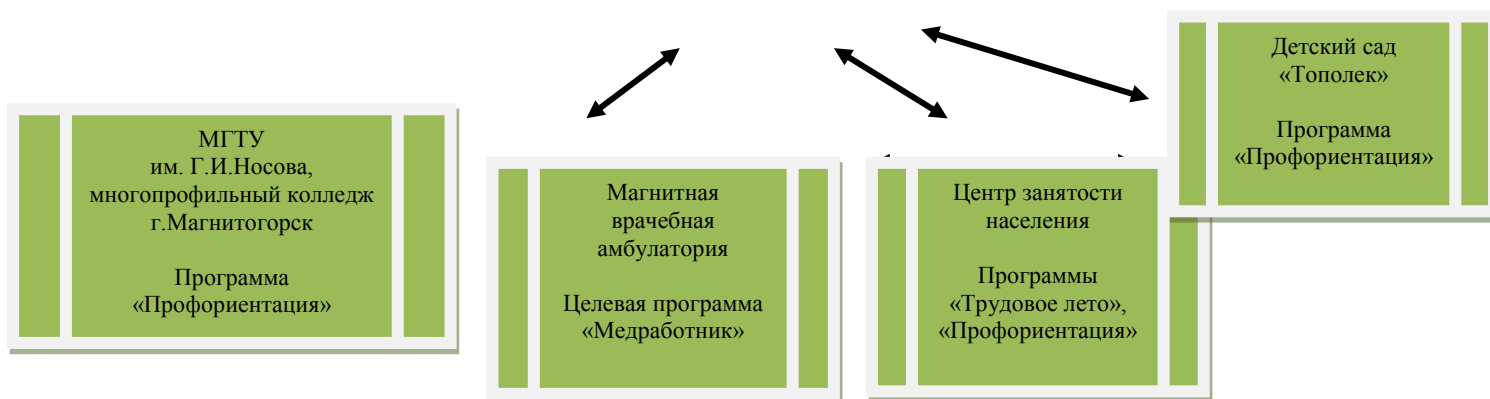 МГТУ
им. Г.И.Носова,
многопрофильный колледж
г.Магнитогорск
Программа
«Профориентация»
Магнитная
врачебная
амбулатория
Целевая программа
«Медработник»
Центр занятости
населения
Программы
«Трудовое лето»,
«Профориентация»
Детский сад
«Тополек»
Программа
«Профориентация»